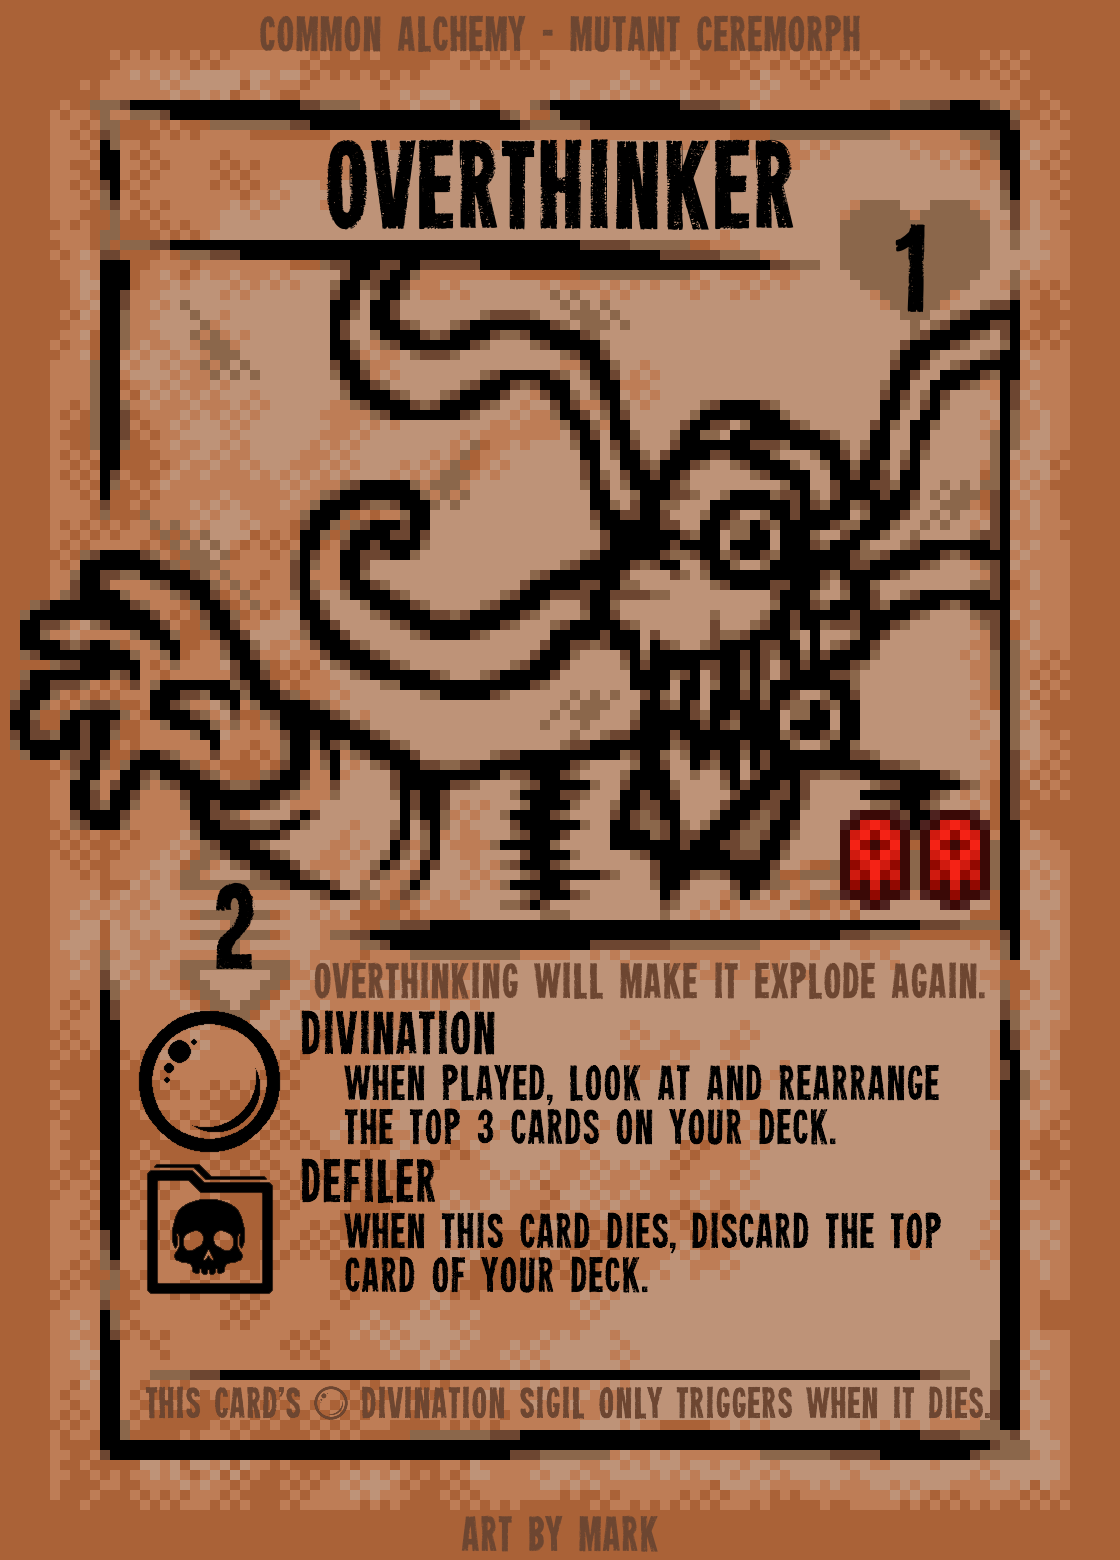 COMMON ALCHEMY - MUTANT CEREMORPH
OVERTHINKER
1
2
OVERTHINKING WILL MAKE IT EXPLODE AGAIN.
DIVINATION
WHEN PLAYED, LOOK AT AND REARRANGE
THE TOP 3 CARDS ON YOUR DECK.
DEFILER
WHEN THIS CARD DIES, DISCARD THE TOP
CARD OF YOUR DECK.
THIS CARD'S DIVINATION SIGIL ONLY TRIGGERS WHEN IT DIES.
ART BY MARK